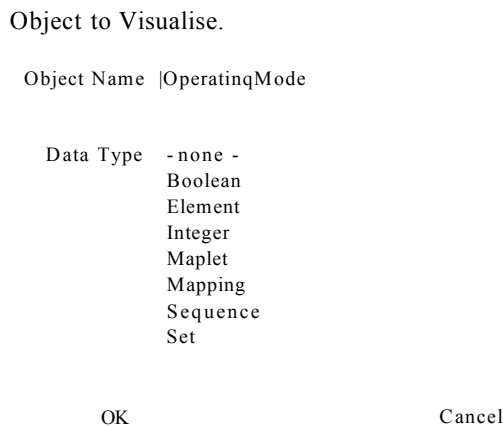 Object to Visualise.
Object Name |OperatinqMode
Data Type - none -
Boolean
Element
Integer
Maplet
Mapping
Sequence
Set
OK Cancel